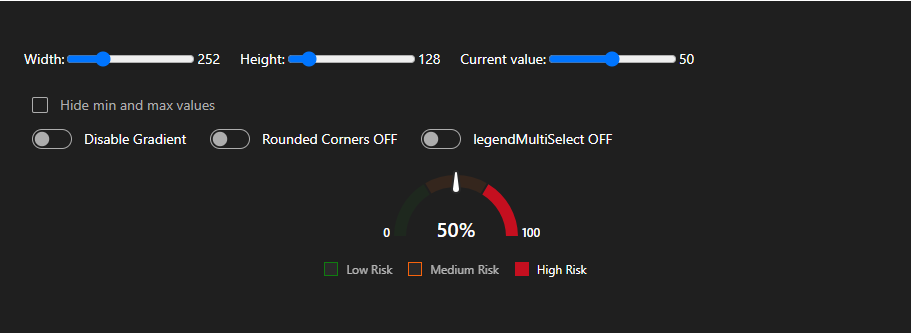 Width: 252 Height: 128 Current value: 50
Hide min and max values
Disable Gradient Rounded Corners OFF legendMultiSelect OFF
0 50% 100
Low Risk Medium Risk High Risk